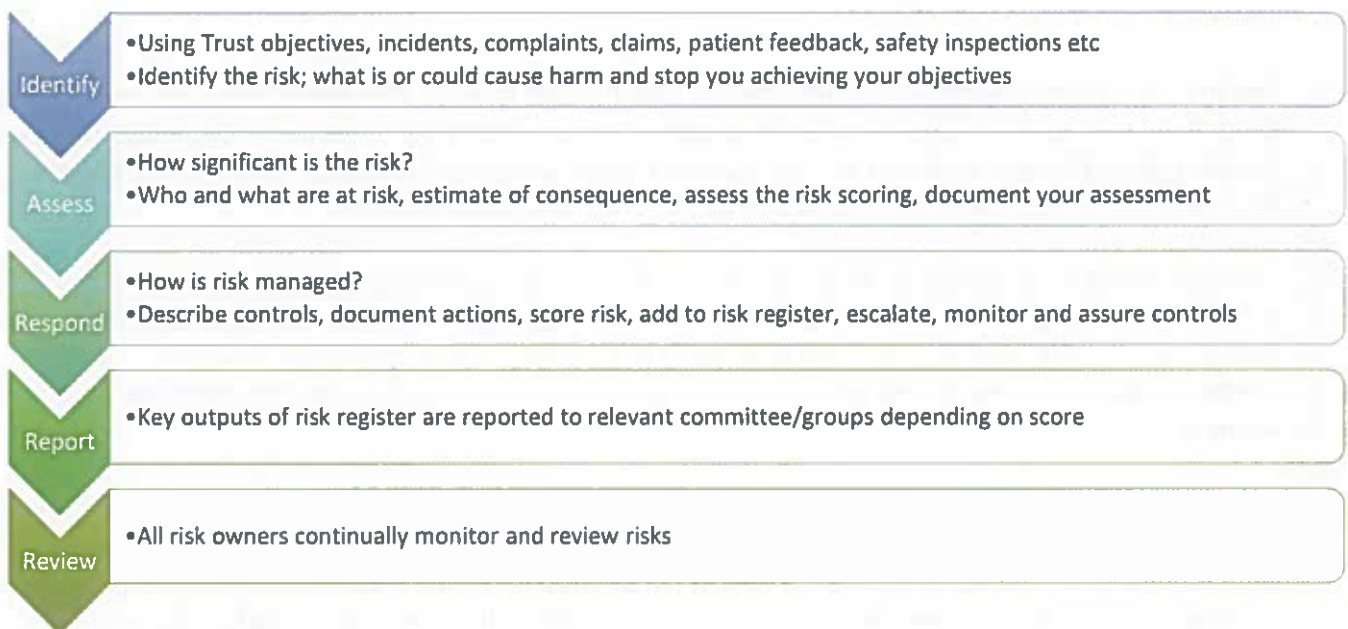 Identify
•Using Trust objectives, incidents, complaints, claims, patient feedback, safety inspections etc
•Identify the risk; what is or could cause harm and stop you achieving your objectives
Assess
•How significant is the risk?
•Who and what are at risk, estimate of consequence, assess the risk scoring, document your assessment
Respond
•How is risk managed?
•Describe controls, document actions, score risk, add to risk register, escalate, monitor and assure controls
Report
•Key outputs of risk register are reported to relevant committee/groups depending on score
Review
•All risk owners continually monitor and review risks